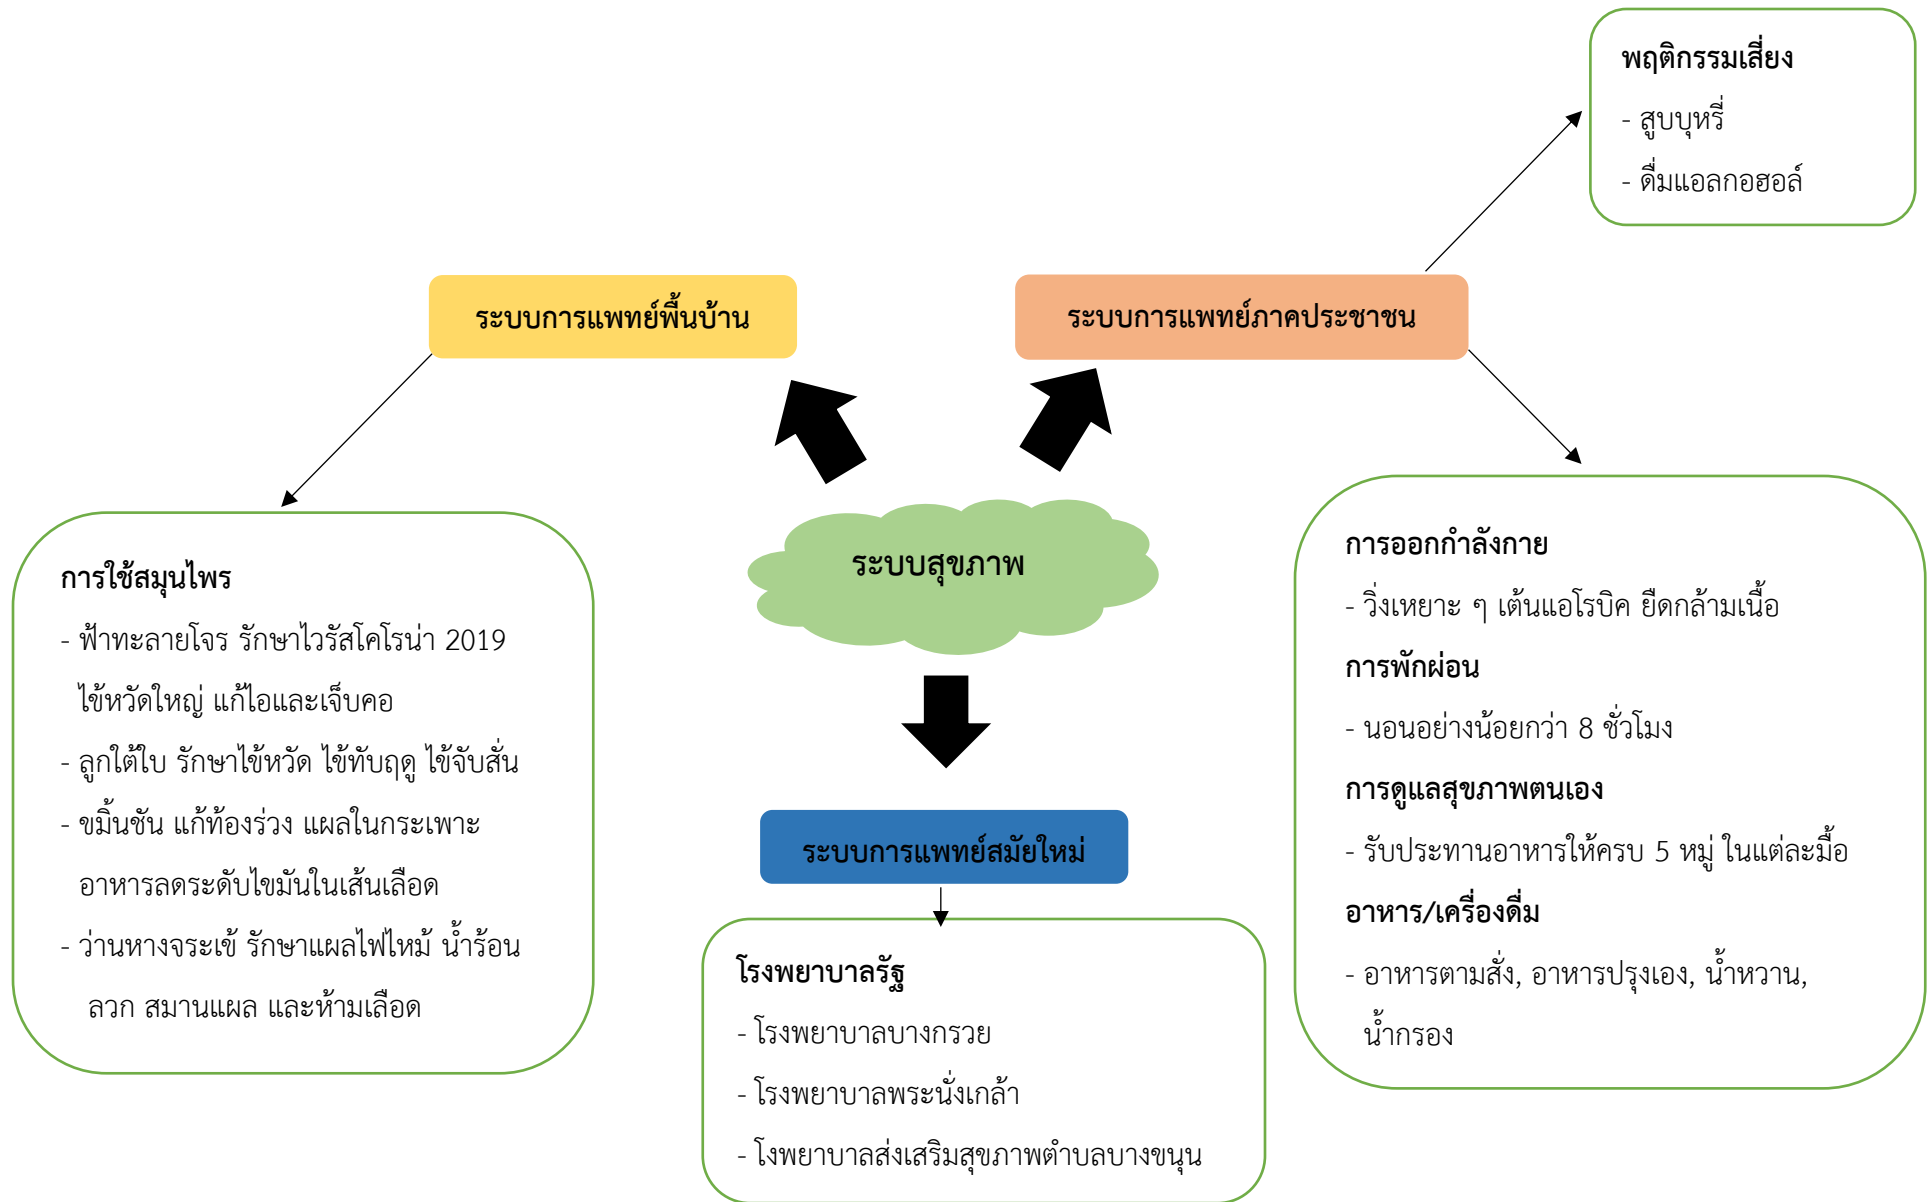 พฤติกรรมเสี่ยง
- สูบบุหรี่
- ดื่มแอลกอฮอล์
ระบบการแพทย์พื้นบ้าน
ระบบการแพทย์ภาคประชาชน
ระบบสุขภาพ
การใช้สมุนไพร
- ฟ้าทะลายโจร รักษาไวรัสโคโรน่า 2019
ไข้หวัดใหญ่ แก้ไอและเจ็บคอ
- ลูกใต้ใบ รักษาไข้หวัด ไข้ทับฤดู ไข้จับสั่น
- ขมิ้นชัน แก้ท้องร่วง แผลในกระเพาะ
อาหารลดระดับไขมันในเส้นเลือด
- ว่านหางจระเข้ รักษาแผลไฟไหม้ น้ำร้อน
ลวก สมานแผล และห้ามเลือด
การออกกำลังกาย
- วิ่งเหยาะ ๆ เต้นแอโรบิค ยืดกล้ามเนื้อ
การพักผ่อน
- นอนอย่างน้อยกว่า 8 ชั่วโมง
การดูแลสุขภาพตนเอง
- รับประทานอาหารให้ครบ 5 หมู่ ในแต่ละมื้อ
อาหาร/เครื่องดื่ม
- อาหารตามสั่ง, อาหารปรุงเอง, น้ำหวาน,
น้ำกรอง
ระบบการแพทย์สมัยใหม่
โรงพยาบาลรัฐ
- โรงพยาบาลบางกรวย
- โรงพยาบาลพระนั่งเกล้า
- โงพยาบาลส่งเสริมสุขภาพตำบลบางขนุน